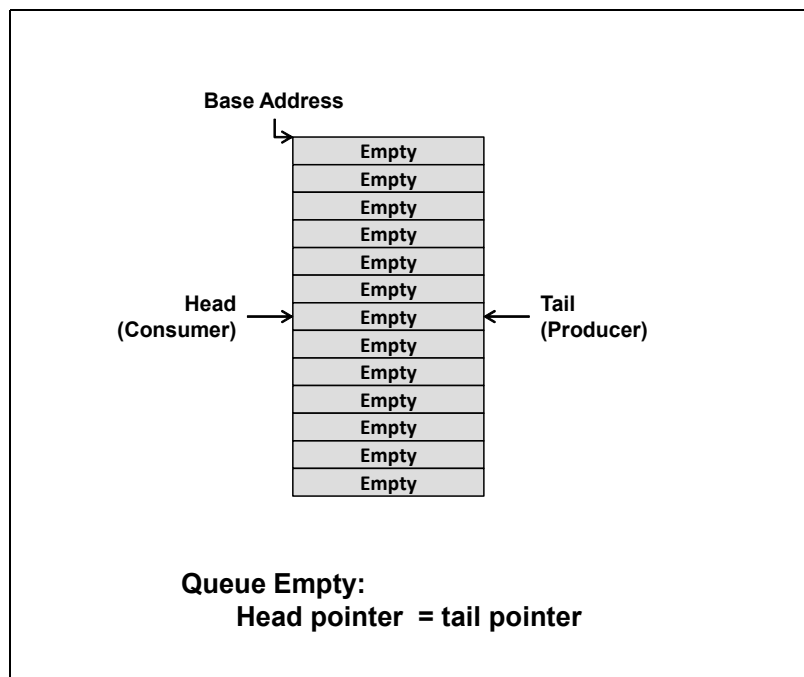 Base Address
Empty
Empty
Empty
Empty
Empty
Empty
Head
(Consumer)
Empty
Tail
(Producer)
Empty
Empty
Empty
Empty
Empty
Empty
Queue Empty:
Head pointer = tail pointer